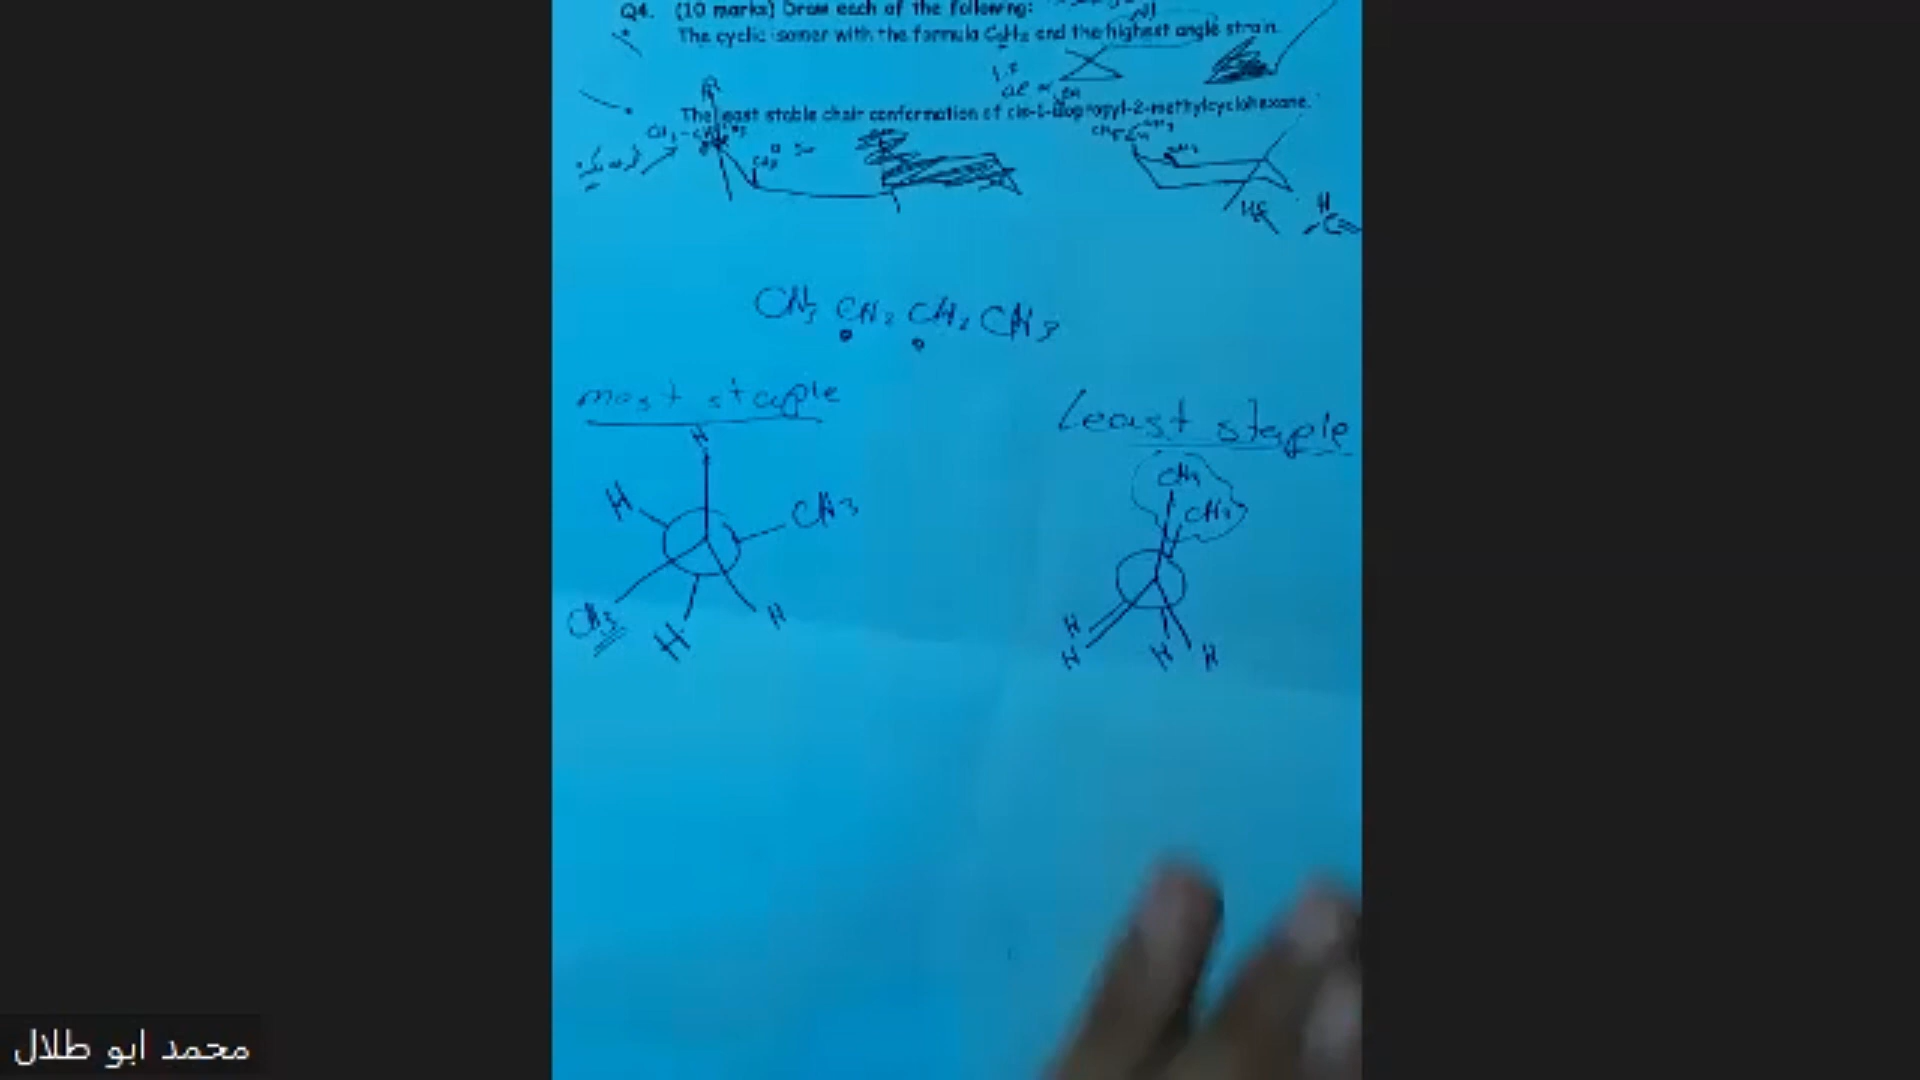 Q4. (10 marks) Draw each of the following:
The cyclic isomer with the formula and the highest angle strain.
The least stable chair conformation of cis-1-isopropyl-2-methylcyclohexane.
CH3 CH2 CH2 CH3
most staple
Least staple
H
H
CH3
CH3
H
H
CH3
CH3
H
H
H
H
محمد ابو طلال